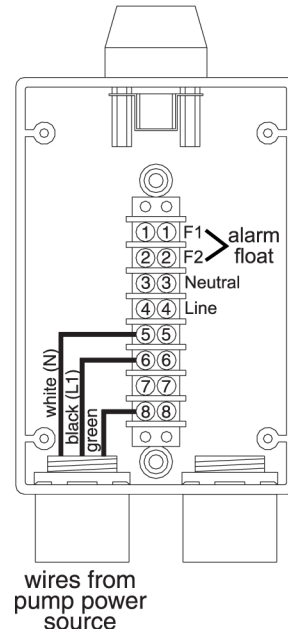 1 1 F1
alarm
2 2 F2
float
3 3 Neutral
4 4 Line
5 5
6 6
7 7
8 8
white (N)
black (L1)
green
wires from
pump power
source